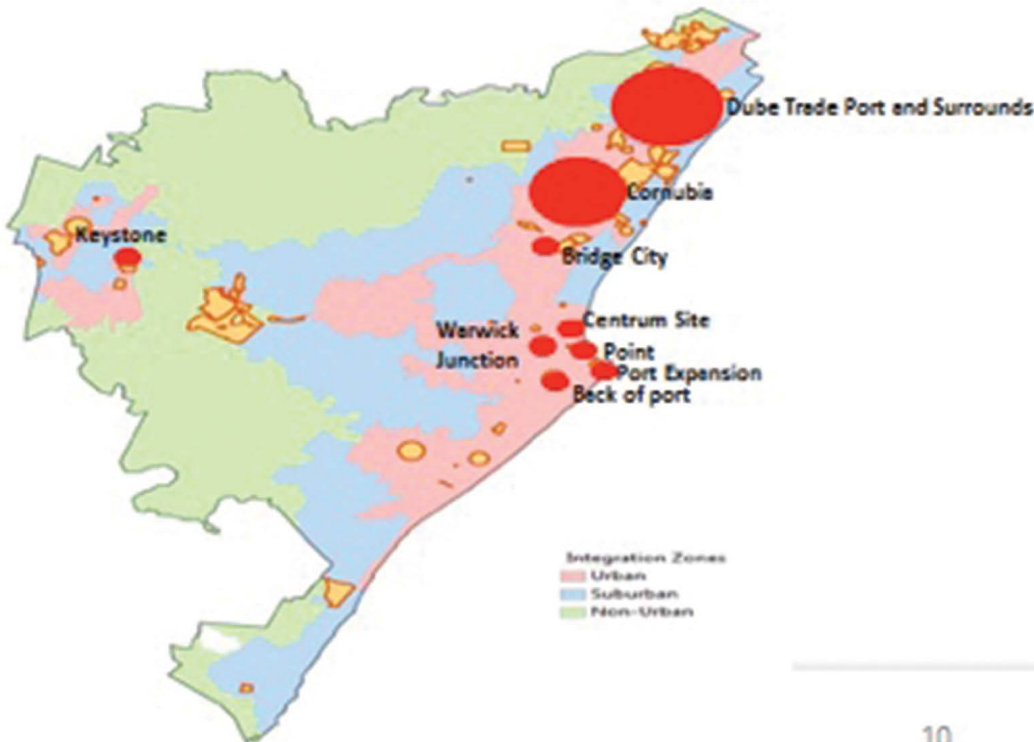 Dube Trade Port and Surrounds
Cornubia
Keystone
Bridge City
Centrum Site
Warwick
Junction
Point
Port Expansion
Back of port
Integration Zones
Urban
Suburban
Non-Urban
10